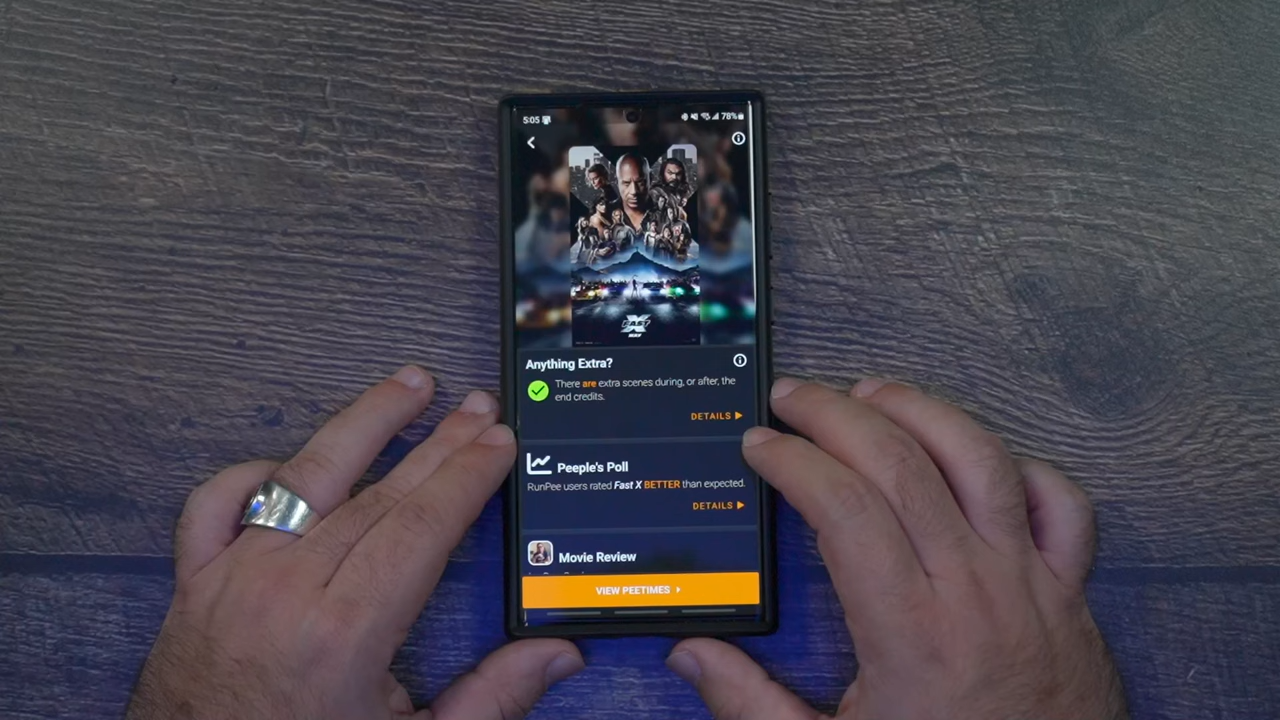 5:05
78%
FAST
X
Anything Extra?
There are extra scenes during, or after, the
end credits.
DETAILS ▶
Peeple's Poll
RunPee users rated Fast X BETTER than expected.
DETAILS ▶
Movie Review
VIEW PEETIMES ›